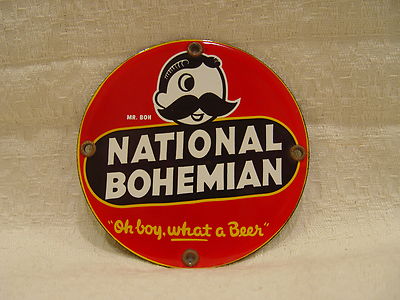 MR. BOH
NATIONAL
BOHEMIAN
"Oh boy, what a Beer"